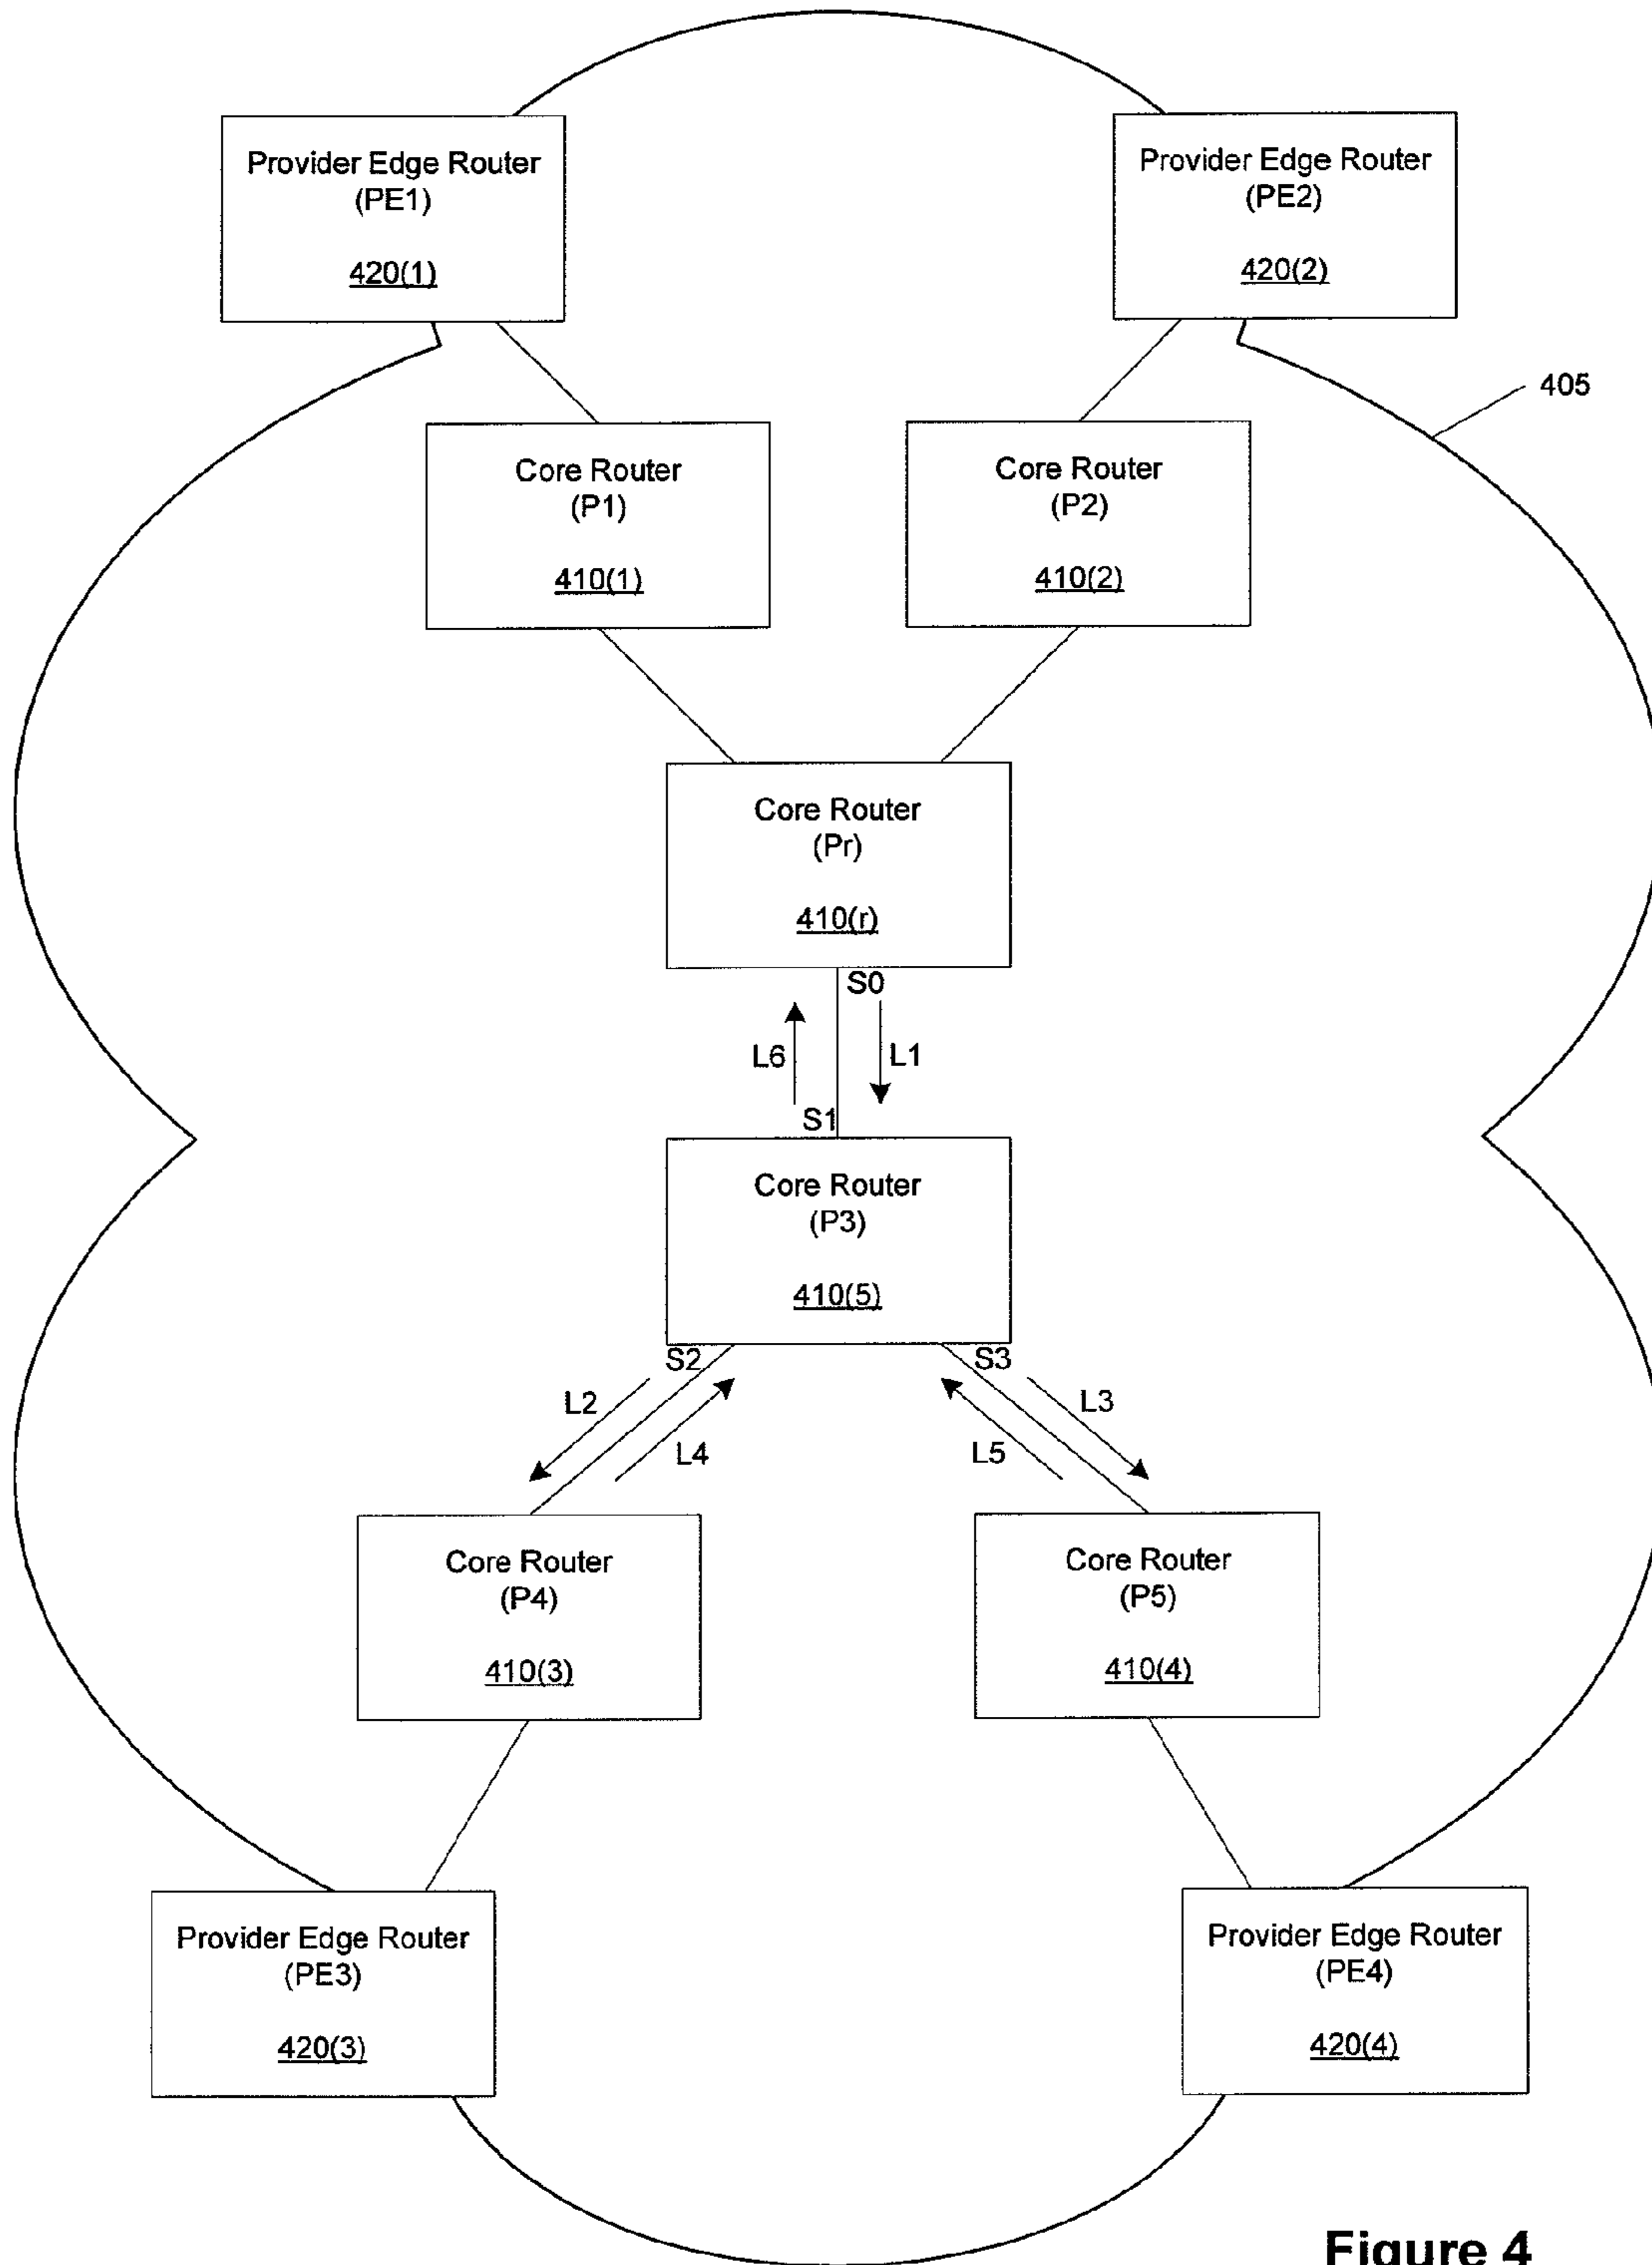 Provider Edge Router
(PE1)
420(1)
Provider Edge Router
(PE2)
420(2)
405
Core Router
(P1)
410(1)
Core Router
(P2)
410(2)
Core Router
(Pr)
410(r)
S0
L6
L1
S1
Core Router
(P3)
410(5)
S2
S3
L2
L3
L4
L5
Core Router
(P4)
410(3)
Core Router
(P5)
410(4)
Provider Edge Router
(PE3)
420(3)
Provider Edge Router
(PE4)
420(4)
Figure 4